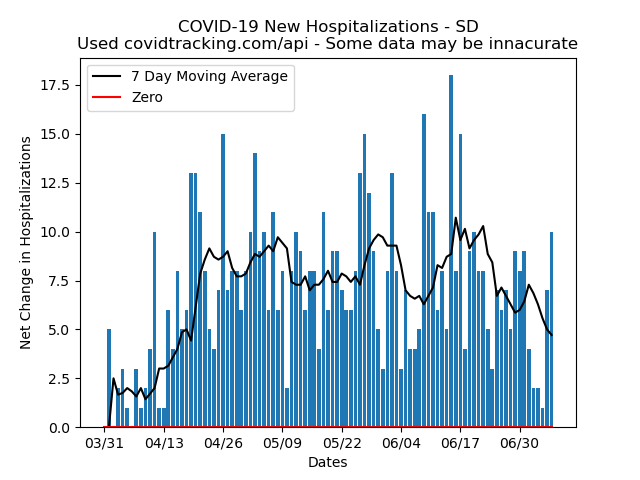 COVID-19 New Hospitalizations - SD
Used covidtracking.com/api - Some data may be innacurate
7 Day Moving Average
Zero
Net Change in Hospitalizations
17.5
15.0
12.5
10.0
7.5
5.0
2.5
0.0
03/31 04/13 04/26 05/09 05/22 06/04 06/17 06/30
Dates